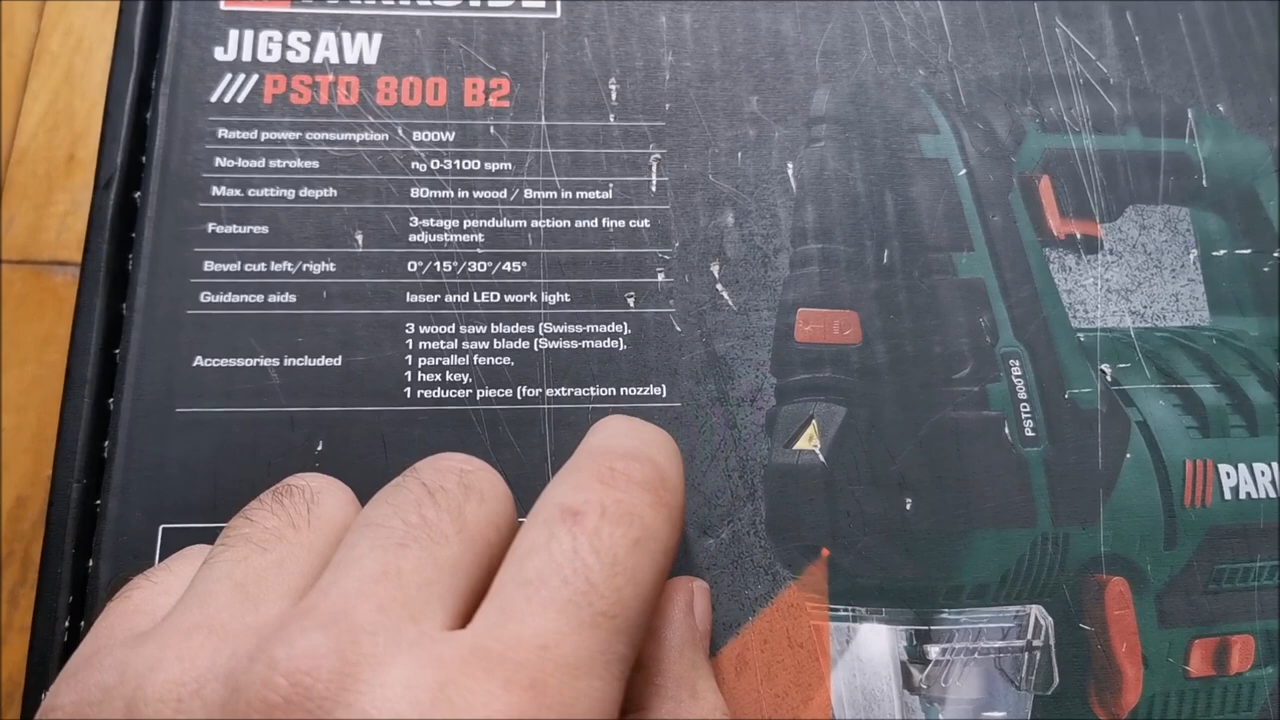 PARKSIDE
JIGSAW
/// PSTD 800 B2
Rated power consumption 800W
No-load strokes n0 0-3100 spm
Max. cutting depth 80mm in wood / 8mm in metal
Features 3-stage pendulum action and fine cut
adjustment
Bevel cut left/right 0°/15°/30°/45°
Guidance aids laser and LED work light
Accessories included 3 wood saw blades (Swiss-made),
1 metal saw blade (Swiss-made),
1 parallel fence,
1 hex key,
1 reducer piece (for extraction nozzle)
PSTD 800 B2
PARK